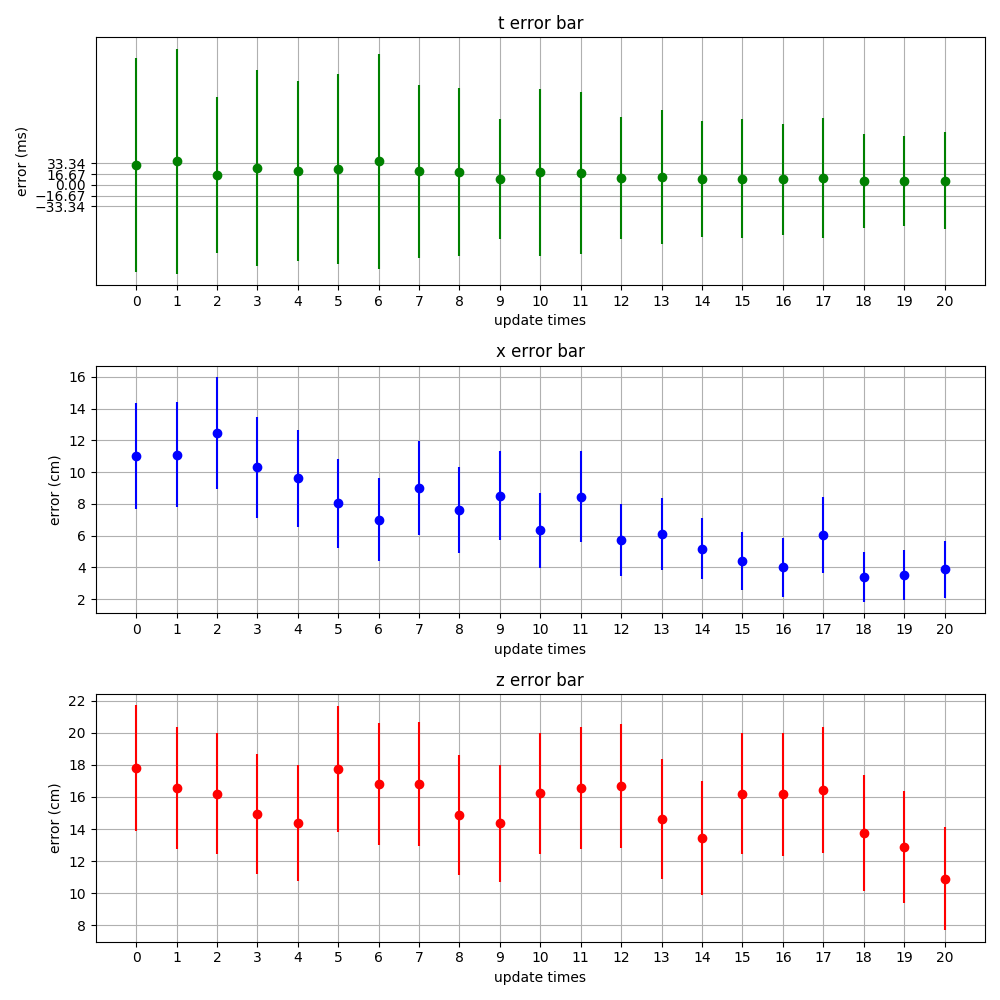 t error bar
error (ms)
33.34
16.67
0.00
−16.67
−33.34
0 1 2 3 4 5 6 7 8 9 10 11 12 13 14 15 16 17 18 19 20
update times
x error bar
error (cm)
16
14
12
10
8
6
4
2
0 1 2 3 4 5 6 7 8 9 10 11 12 13 14 15 16 17 18 19 20
update times
z error bar
error (cm)
22
20
18
16
14
12
10
8
0 1 2 3 4 5 6 7 8 9 10 11 12 13 14 15 16 17 18 19 20
update times